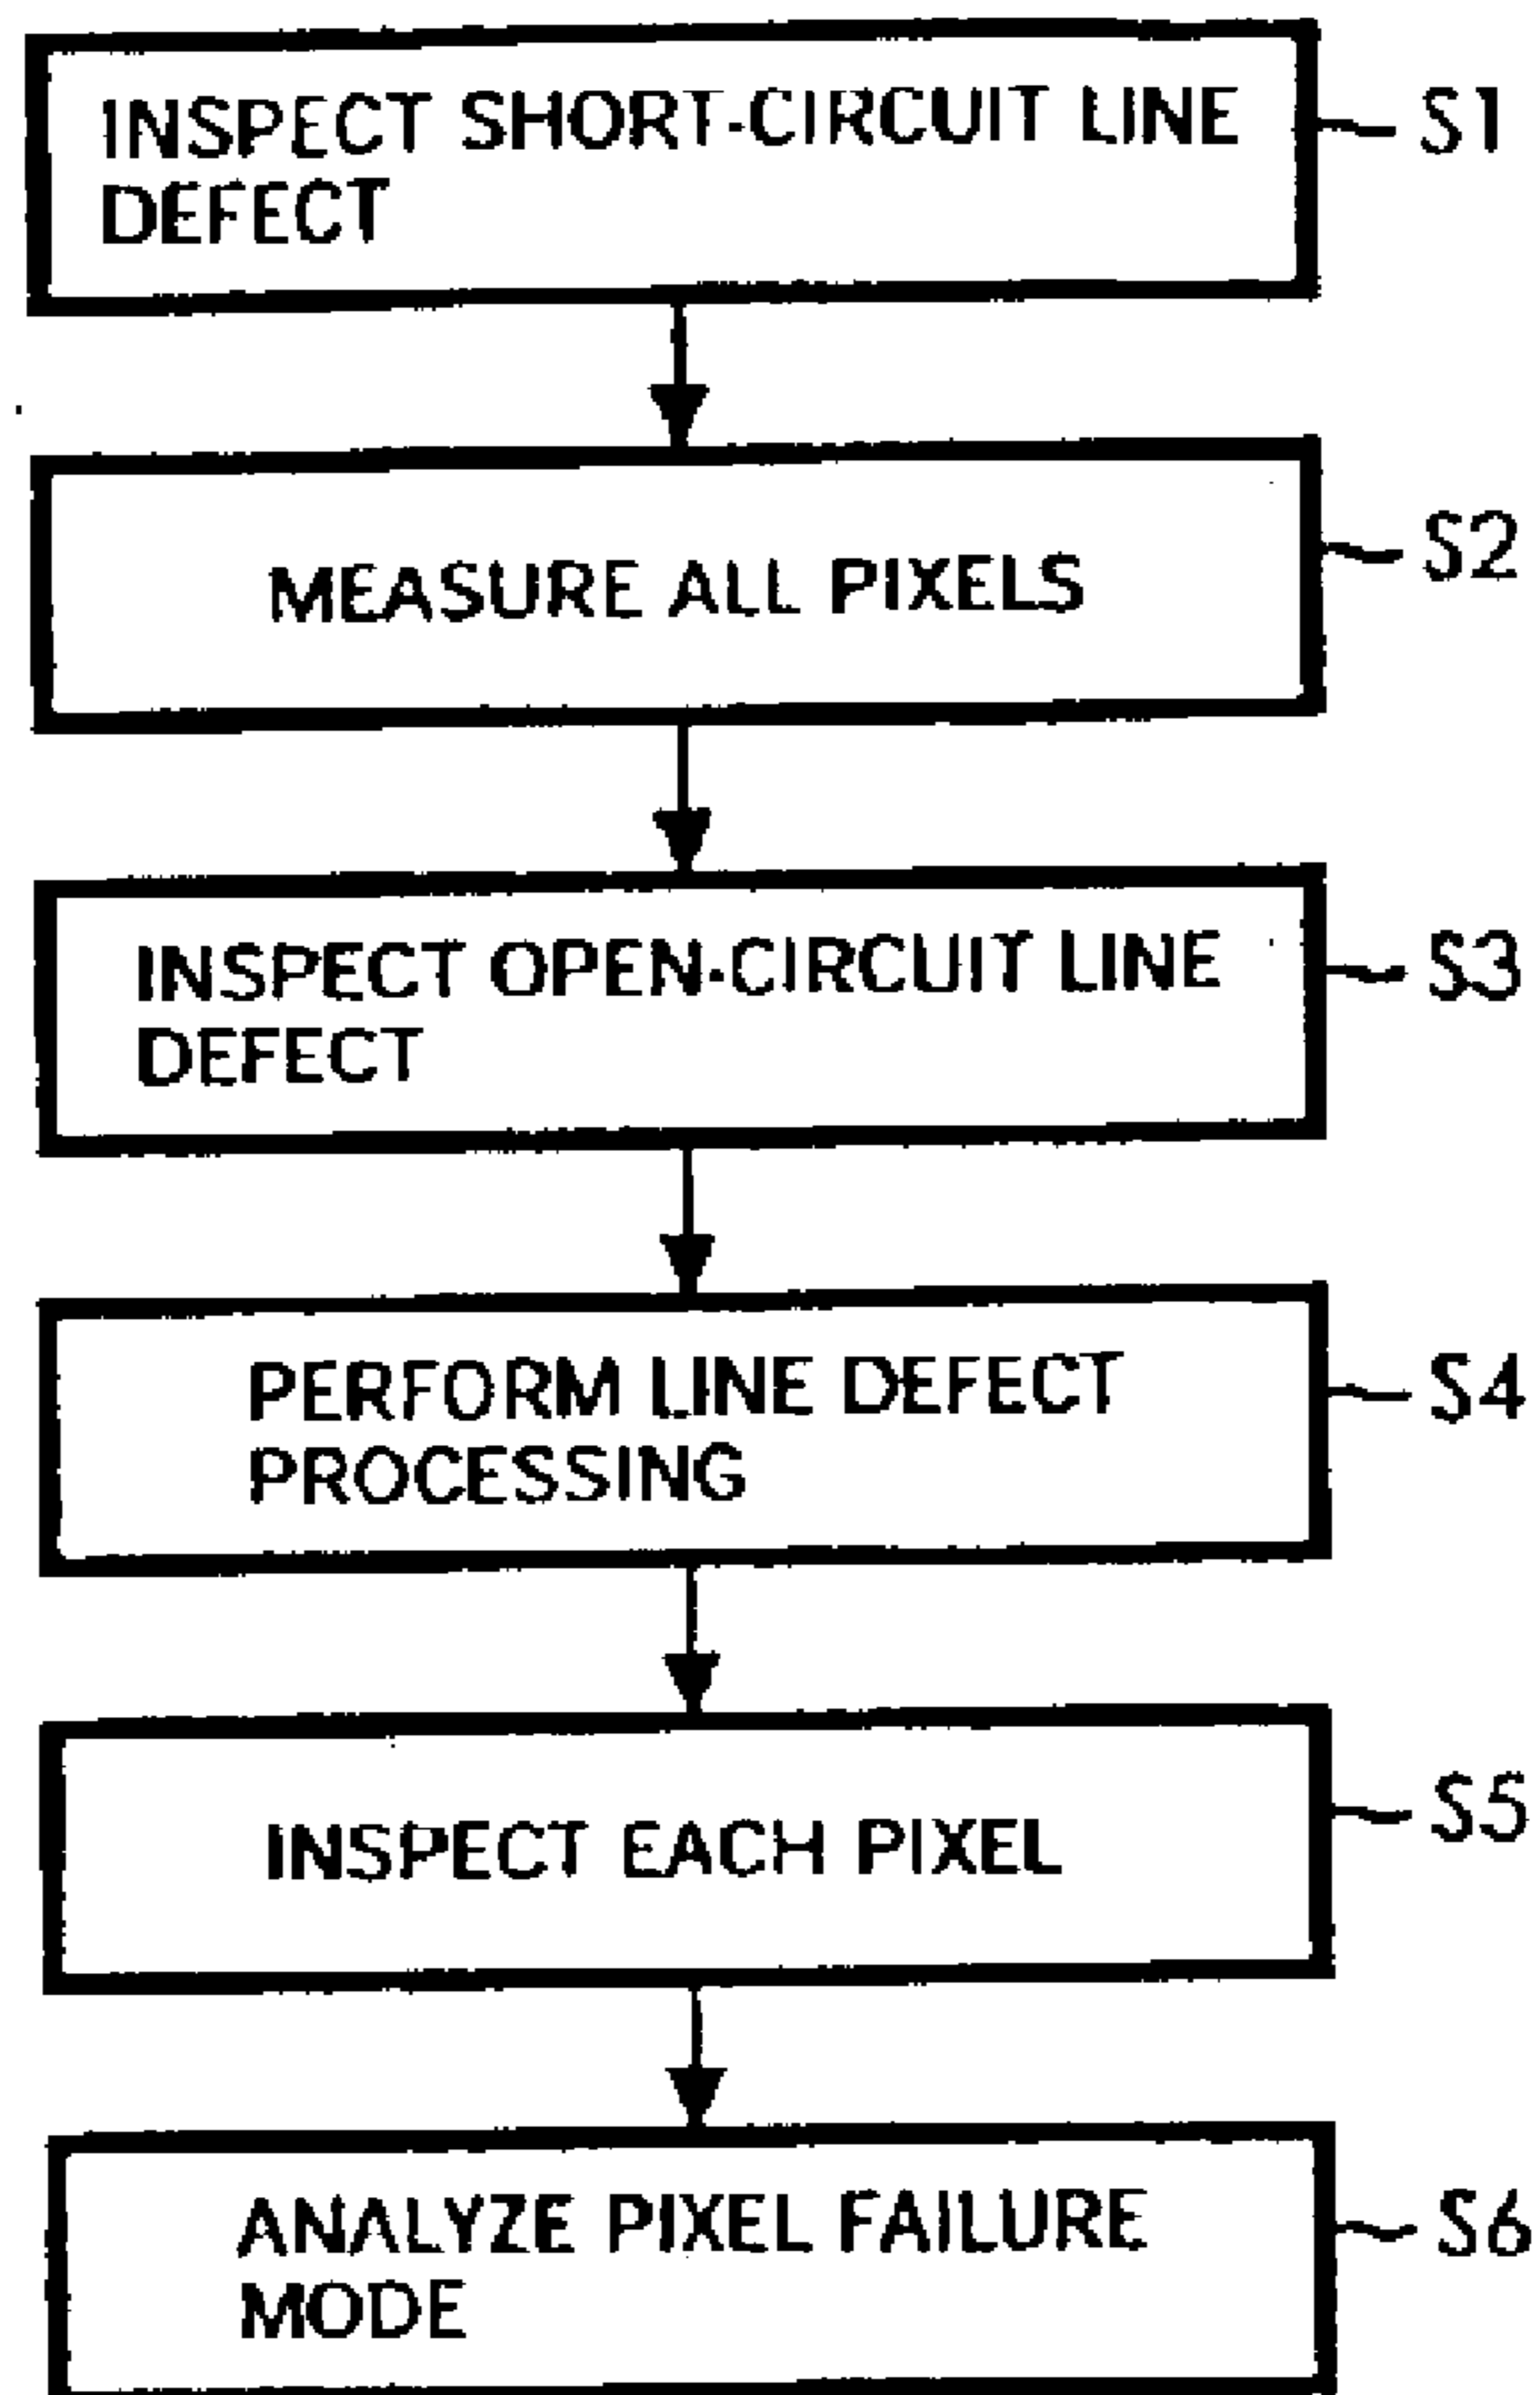 INSPECT SHORT-CIRCUIT LINE
DEFECT
S1
MEASURE ALL PIXELS
S2
INSPECT OPEN-CIRCUIT LINE
DEFECT
S3
PERFORM LINE DEFECT
PROCESSING
S4
INSPECT EACH PIXEL
S5
ANALYZE PIXEL FAILURE
MODE
S6